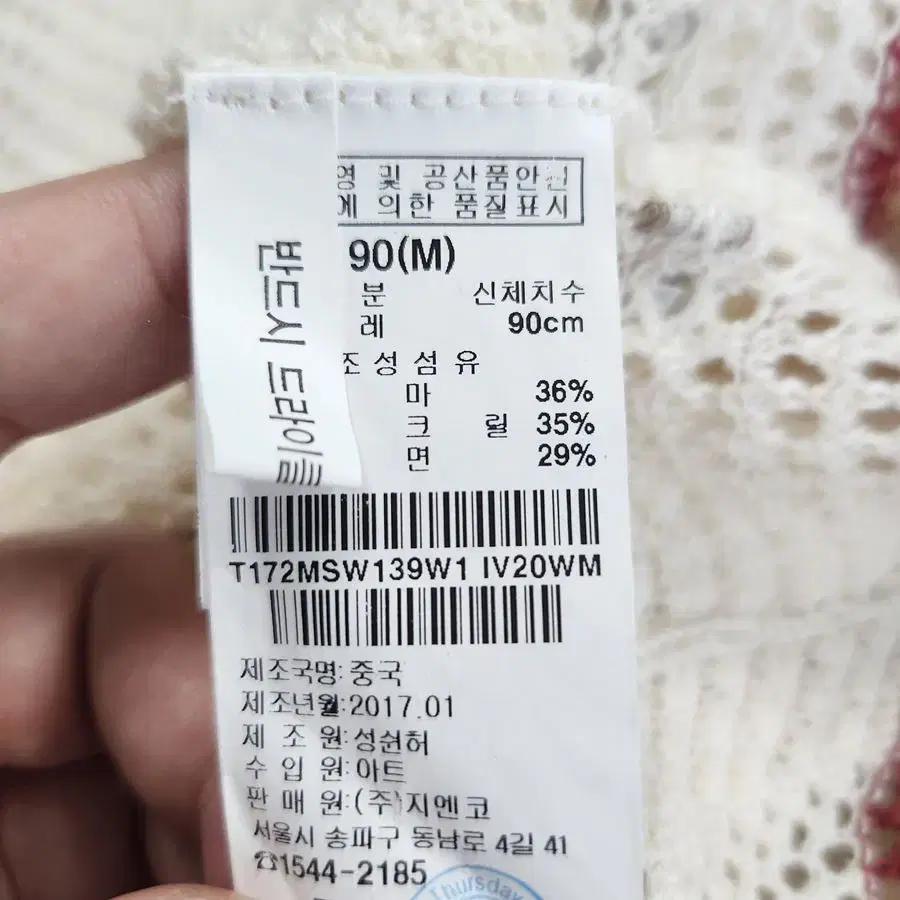 영 및 공산품안전
에 의한 품질표시
90(M)
분 신체치수
레 90cm
조성섬유
마 36%
크 릴 35%
면 29%
반드시 드라이클
T172MSW139W1 IV20WM
제조국명:중국
제조년월:2017.01
제 조 원:성쉰허
수 입 원:아트
판 매 원:(주)지엔코
서울시 송파구 동남로 4길 41
☎1544-2185
Thursday